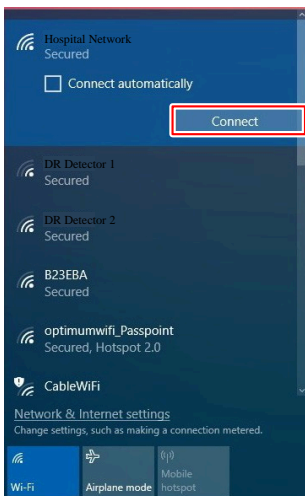 Hospital Network
Secured
Connect automatically
Connect
DR Detector 1
Secured
DR Detector 2
Secured
B23EBA
Secured
optimumwifi_Passpoint
Secured, Hotspot 2.0
CableWiFi
Network & Internet settings
Change settings, such as making a connection metered.
Wi-Fi
Airplane mode
Mobile
hotspot